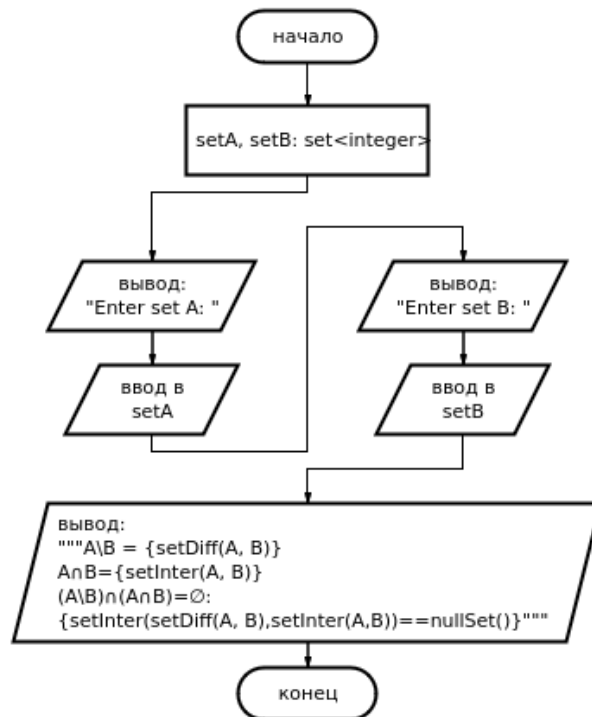 начало
setA, setB: set<integer>
вывод:
"Enter set A: "
ввод в
setA
вывод:
"Enter set B: "
ввод в
setB
вывод:
"""A\B = {setDiff(A, B)}
A∩B={setInter(A, B)}
(A\B)∩(A∩B)=∅:
{setInter(setDiff(A, B),setInter(A,B))==nullSet()}"""
конец